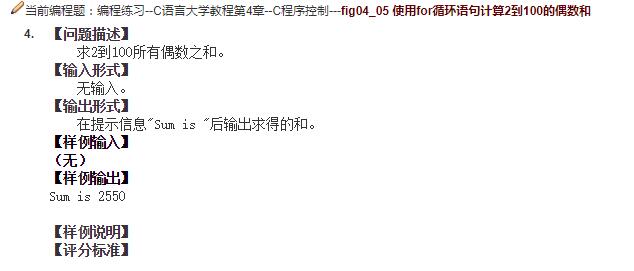 当前编程题：编程练习--C语言大学教程第4章--C程序控制---fig04_05 使用for循环语句计算2到100的偶数和
4. 【问题描述】
求2到100所有偶数之和。
【输入形式】
无输入。
【输出形式】
在提示信息"Sum is "后输出求得的和。
【样例输入】
（无）
【样例输出】
Sum is 2550
【样例说明】
【评分标准】